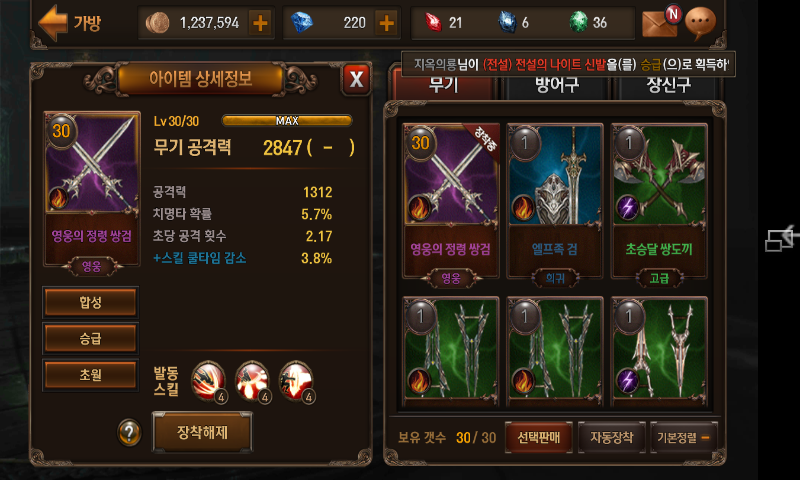 가방
1,237,594
220
21
6
36
N
지옥의룡님이 (전설) 전설의 나이트 신발을(를) 승급(으)로 획득하
아이템 상세정보
X
무기
방어구
장신구
30
영웅의 정령 쌍검
영웅
Lv 30/30
MAX
무기 공격력 2847 ( - )
공격력 1312
치명타 확률 5.7%
초당 공격 횟수 2.17
+스킬 쿨타임 감소 3.8%
합성
승급
초월
발동
스킬
4
4
4
?
장착해제
30
장착중
영웅의 정령 쌍검
영웅
1
엘프족 검
희귀
1
초승달 쌍도끼
고급
1
1
1
보유 갯수 30 / 30
선택판매
자동장착
기본정렬